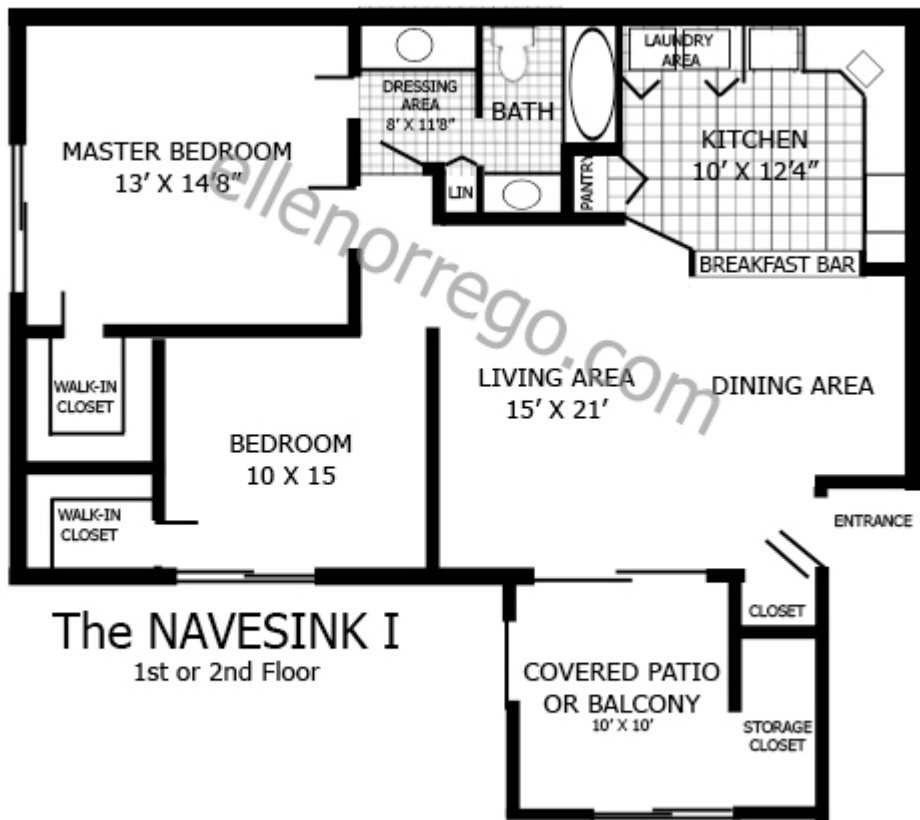 LAUNDRY
AREA
DRESSING
AREA
8' X 11'8"
BATH
KITCHEN
10' X 12'4"
MASTER BEDROOM
13' X 14'8"
LIN
PANTRY
BREAKFAST BAR
ellenorrego.com
LIVING AREA
15' X 21'
DINING AREA
WALK-IN
CLOSET
BEDROOM
10 X 15
WALK-IN
CLOSET
ENTRANCE
CLOSET
The NAVESINK I
1st or 2nd Floor
COVERED PATIO
OR BALCONY
10' X 10'
STORAGE
CLOSET